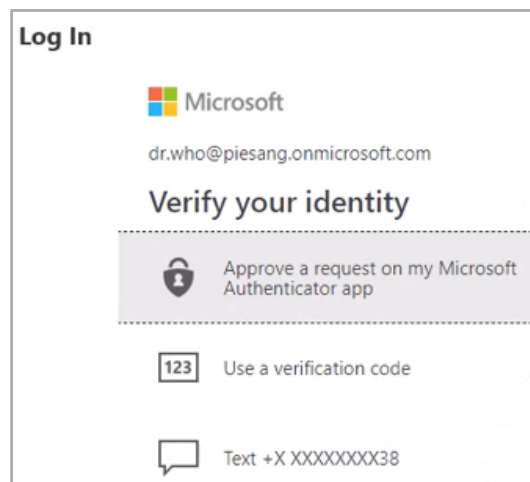 Log In
Microsoft
dr.who@piesang.onmicrosoft.com
Verify your identity
Approve a request on my Microsoft
Authenticator app
123
Use a verification code
Text +X XXXXXXXX38